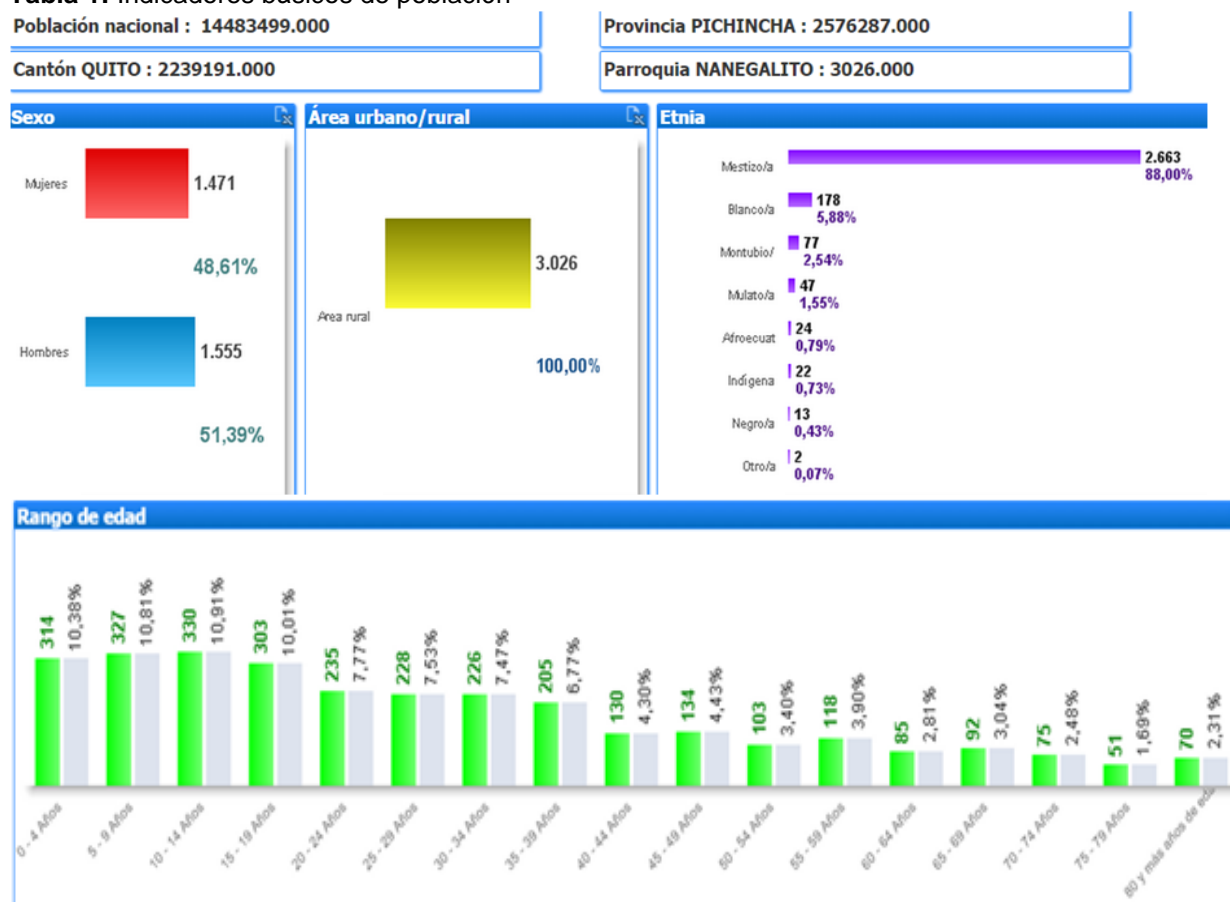 Tabla 1. Indicadores básicos de población
Población nacional : 14483499.000
Provincia PICHINCHA : 2576287.000
Cantón QUITO : 2239191.000
Parroquia NANEGALITO : 3026.000
Sexo
Mujeres
1.471
48,61%
Hombres
1.555
51,39%
Área urbano/rural
Area rural
3.026
100,00%
Etnia
Mestizo/a
2.663
88,00%
Blanco/a
178
5,88%
Montubio/
77
2,54%
Mulato/a
47
1,55%
Afroecuat
24
0,79%
Indígena
22
0,73%
Negro/a
13
0,43%
Otro/a
2
0,07%
Rango de edad
314 10,38%
327 10,81%
330 10,91%
303 10,01%
235 7,77%
228 7,53%
226 7,47%
205 6,77%
130 4,30%
134 4,43%
103 3,40%
118 3,90%
85 2,81%
92 3,04%
75 2,48%
51 1,69%
70 2,31%
0 - 4 Años
5 - 9 Años
10 - 14 Años
15 - 19 Años
20 - 24 Años
25 - 29 Años
30 - 34 Años
35 - 39 Años
40 - 44 Años
45 - 49 Años
50 - 54 Años
55 - 59 Años
60 - 64 Años
65 - 69 Años
70 - 74 Años
75 - 79 Años
80 y más años de eda